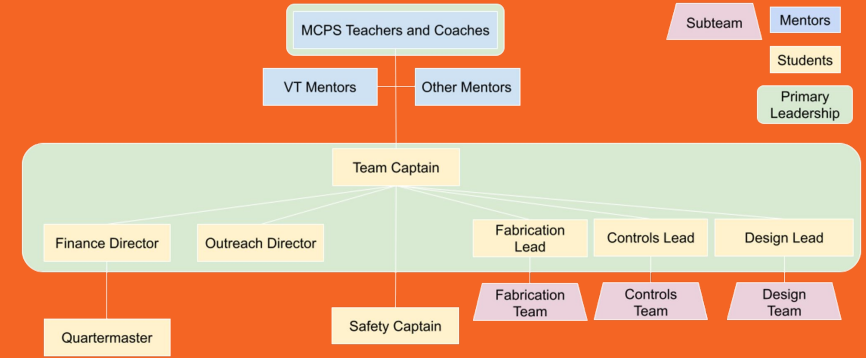 MCPS Teachers and Coaches
Subteam
Mentors
Students
Primary
Leadership
VT Mentors
Other Mentors
Team Captain
Finance Director
Outreach Director
Fabrication
Lead
Controls Lead
Design Lead
Quartermaster
Safety Captain
Fabrication
Team
Controls
Team
Design
Team